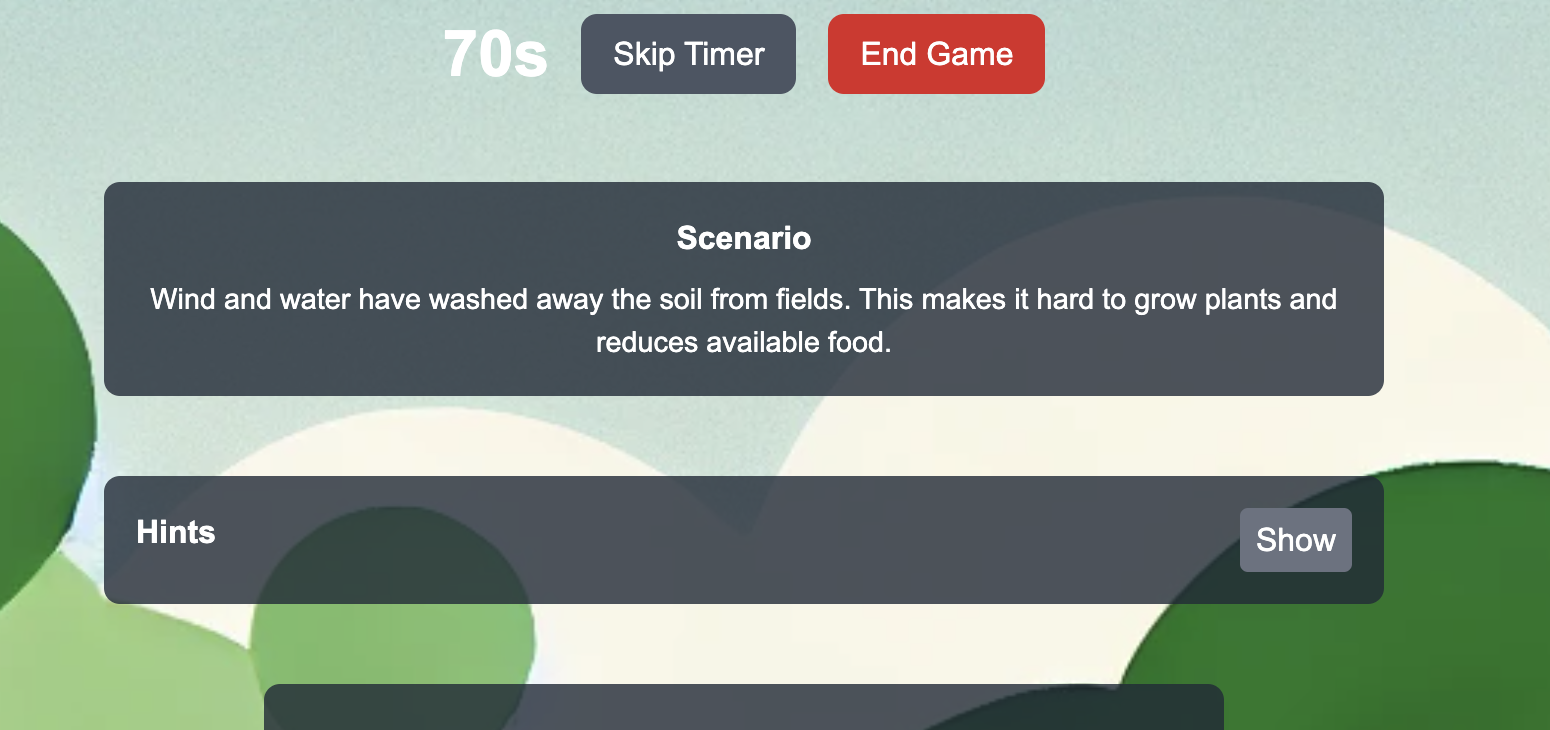 70s Skip Timer End Game
Scenario
Wind and water have washed away the soil from fields. This makes it hard to grow plants and
reduces available food.
Hints Show